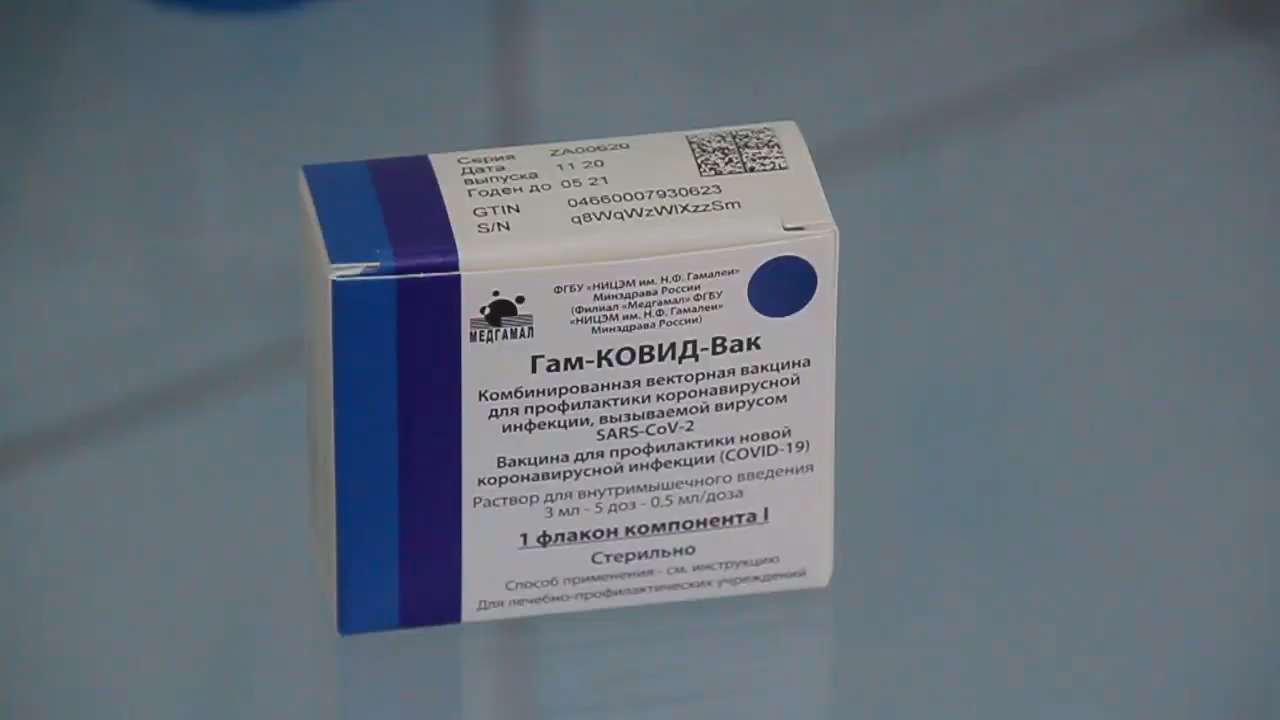 Серия ZA00620
Дата
выпуска 11 20
Годен до 05 21
GTIN 04660007930623
S/N q8WqWzWlXzzSm
МЕДГАМАЛ
ФГБУ «НИЦЭМ им. Н.Ф. Гамалеи»
Минздрава России
(Филиал «Медгамал» ФГБУ
«НИЦЭМ им. Н.Ф. Гамалеи»
Минздрава России)
Гам-КОВИД-Вак
Комбинированная векторная вакцина
для профилактики коронавирусной
инфекции, вызываемой вирусом
SARS-CoV-2
Вакцина для профилактики новой
коронавирусной инфекции (COVID-19)
Раствор для внутримышечного введения
3 мл - 5 доз - 0,5 мл/доза
1 флакон компонента I
Стерильно
Способ применения - см. инструкцию
Для лечебно-профилактических учреждений